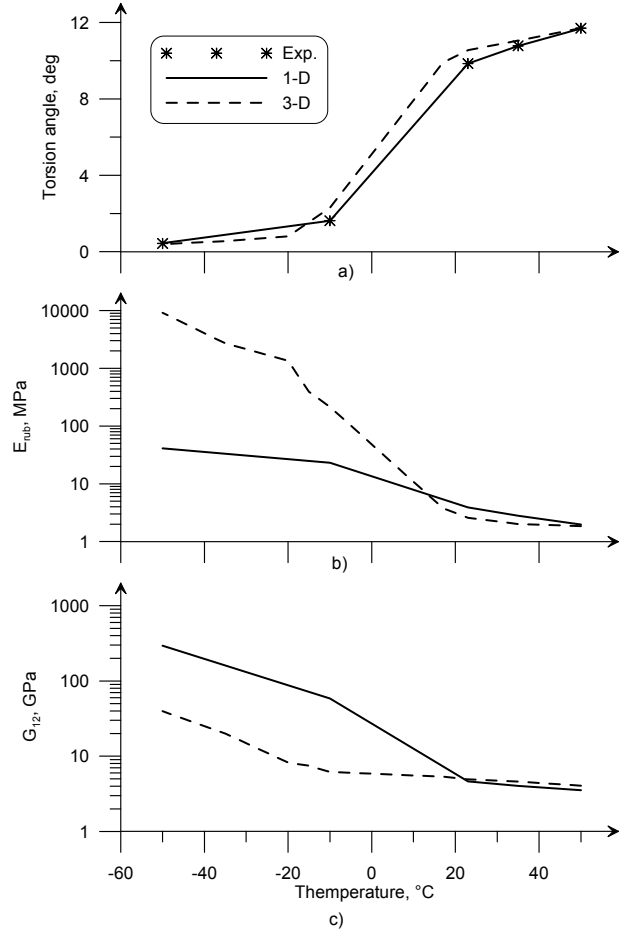 12
8
4
0
Torsion angle, deg
Exp.
1-D
3-D
a)
10000
1000
100
10
1
E_rub, MPa
b)
1000
100
10
1
G_12, GPa
-60 -40 -20 0 20 40
Themperature, °C
c)